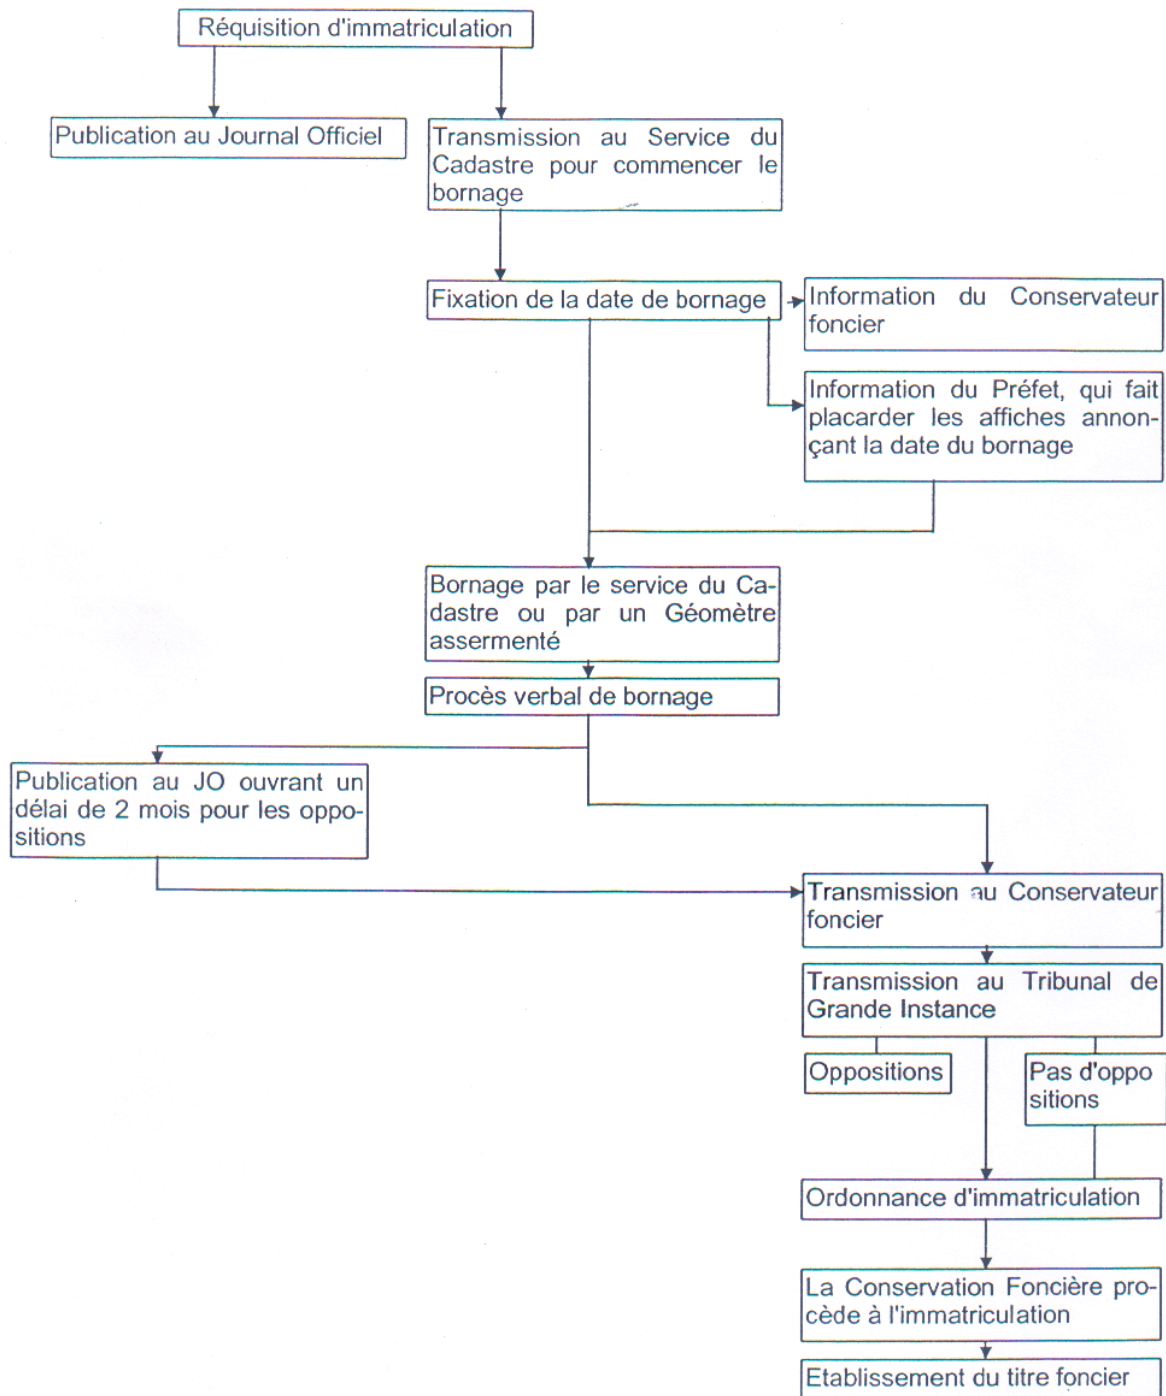 Réquisition d'immatriculation
Publication au Journal Officiel
Transmission au Service du
Cadastre pour commencer le
bornage
Fixation de la date de bornage
Information du Conservateur
foncier
Information du Préfet, qui fait
placarder les affiches annon-
çant la date du bornage
Bornage par le service du Ca-
dastre ou par un Géomètre
assermenté
Procès verbal de bornage
Publication au JO ouvrant un
délai de 2 mois pour les oppo-
sitions
Transmission au Conservateur
foncier
Transmission au Tribunal de
Grande Instance
Oppositions
Pas d'oppo
sitions
Ordonnance d'immatriculation
La Conservation Foncière pro-
cède à l'immatriculation
Etablissement du titre foncier